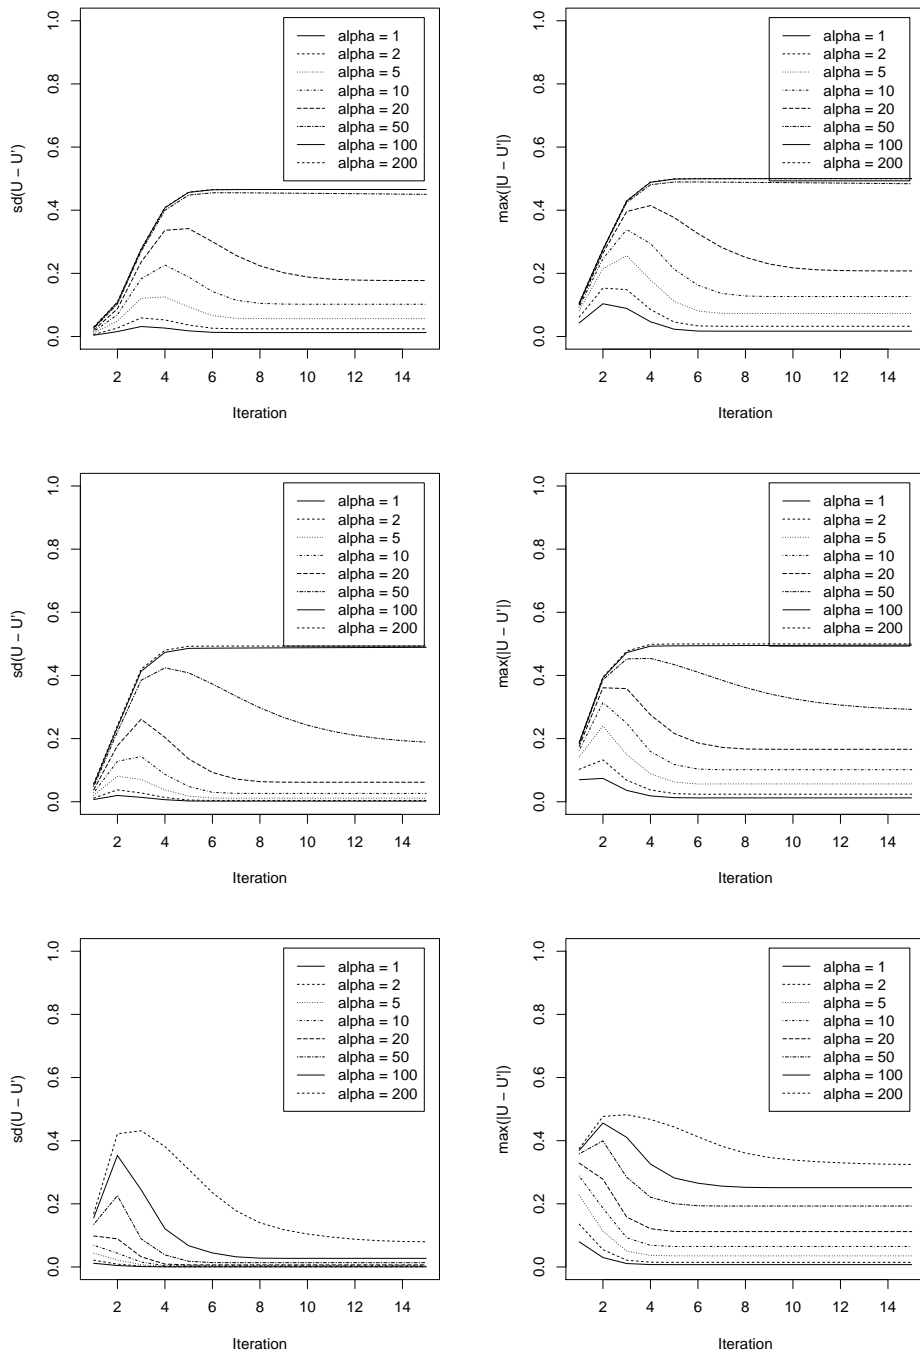 1.0
0.8
0.6
0.4
0.2
0.0
sd(U − U')
2 4 6 8 10 12 14
Iteration
alpha = 1
alpha = 2
alpha = 5
alpha = 10
alpha = 20
alpha = 50
alpha = 100
alpha = 200
1.0
0.8
0.6
0.4
0.2
0.0
max(|U − U'|)
2 4 6 8 10 12 14
Iteration
alpha = 1
alpha = 2
alpha = 5
alpha = 10
alpha = 20
alpha = 50
alpha = 100
alpha = 200
1.0
0.8
0.6
0.4
0.2
0.0
sd(U − U')
2 4 6 8 10 12 14
Iteration
alpha = 1
alpha = 2
alpha = 5
alpha = 10
alpha = 20
alpha = 50
alpha = 100
alpha = 200
1.0
0.8
0.6
0.4
0.2
0.0
max(|U − U'|)
2 4 6 8 10 12 14
Iteration
alpha = 1
alpha = 2
alpha = 5
alpha = 10
alpha = 20
alpha = 50
alpha = 100
alpha = 200
1.0
0.8
0.6
0.4
0.2
0.0
sd(U − U')
2 4 6 8 10 12 14
Iteration
alpha = 1
alpha = 2
alpha = 5
alpha = 10
alpha = 20
alpha = 50
alpha = 100
alpha = 200
1.0
0.8
0.6
0.4
0.2
0.0
max(|U − U'|)
2 4 6 8 10 12 14
Iteration
alpha = 1
alpha = 2
alpha = 5
alpha = 10
alpha = 20
alpha = 50
alpha = 100
alpha = 200